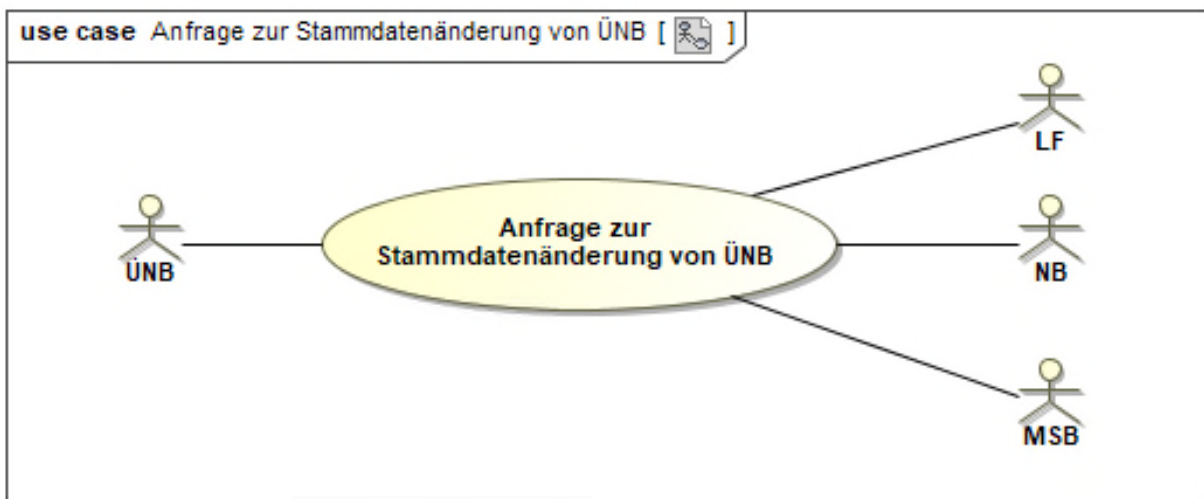 use case Anfrage zur Stammdatenänderung von ÜNB [ ]
LF
Anfrage zur
Stammdatenänderung von ÜNB
ÜNB
NB
MSB